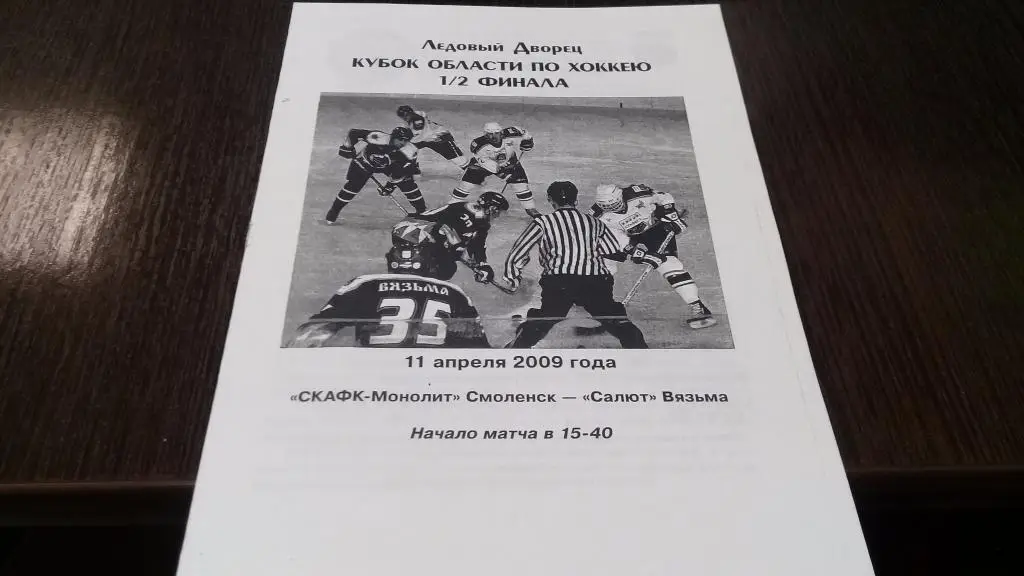 Ледовый Дворец
КУБОК ОБЛАСТИ ПО ХОККЕЮ
1/2 ФИНАЛА
ВЯЗЬМА
35
11 апреля 2009 года
«СКАФК-Монолит» Смоленск — «Салют» Вязьма
Начало матча в 15-40